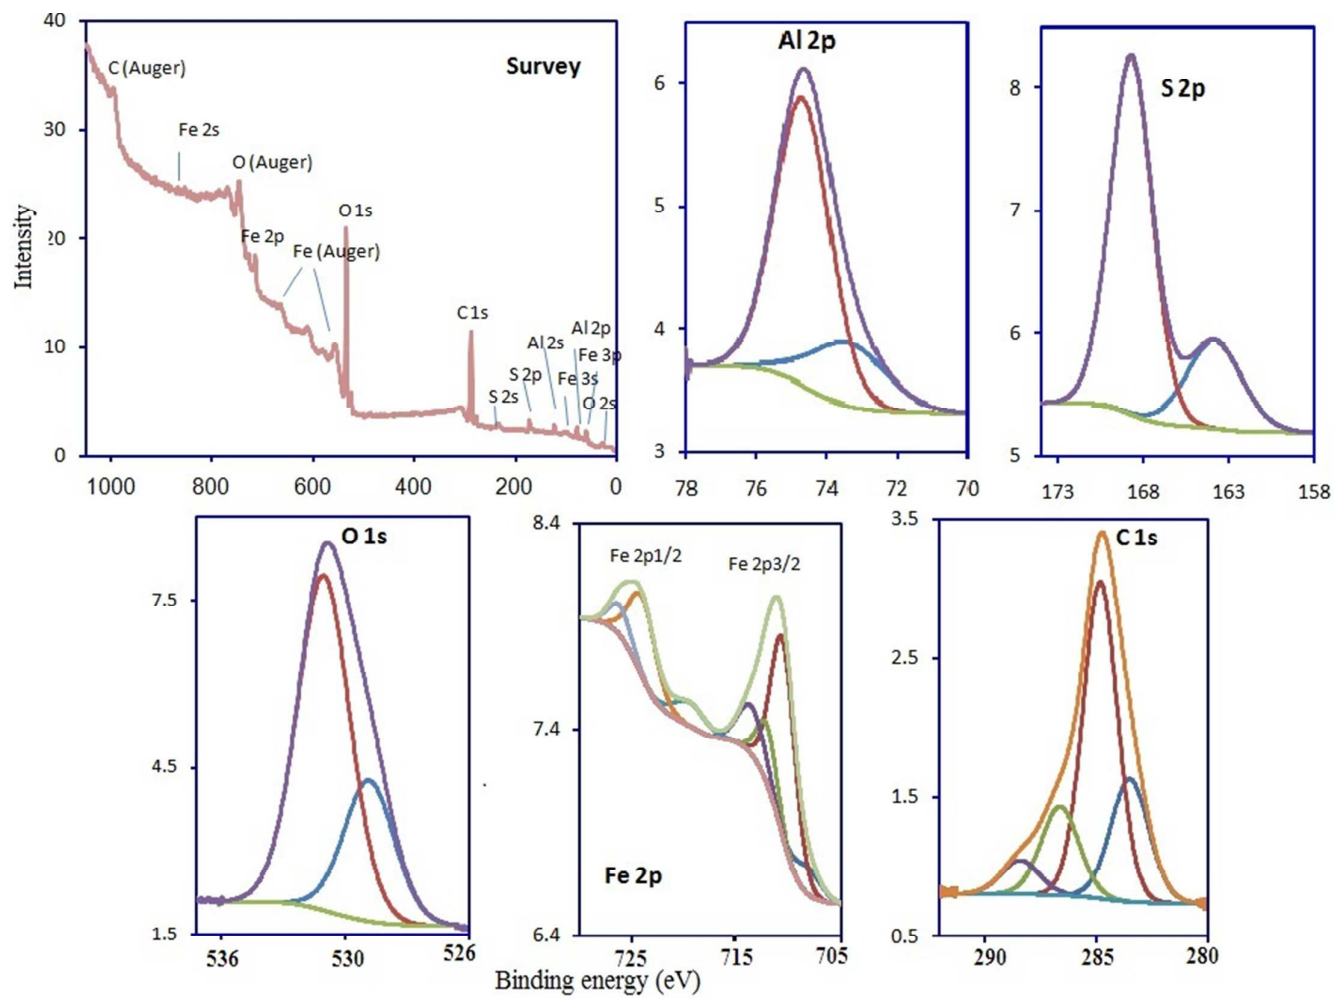 40
30
20
10
0
Intensity
Survey
C (Auger)
Fe 2s
O (Auger)
Fe 2p
Fe (Auger)
O 1s
C 1s
S 2s
S 2p
Al 2s
Fe 3s
Al 2p
Fe 3p
O 2s
1000 800 600 400 200 0
Al 2p
6
5
4
3
78 76 74 72 70
S 2p
8
7
6
5
173 168 163 158
O 1s
7.5
4.5
1.5
536 530 526
8.4
7.4
6.4
Fe 2p1/2
Fe 2p3/2
Fe 2p
725 715 705
C 1s
3.5
2.5
1.5
0.5
290 285 280
Binding energy (eV)